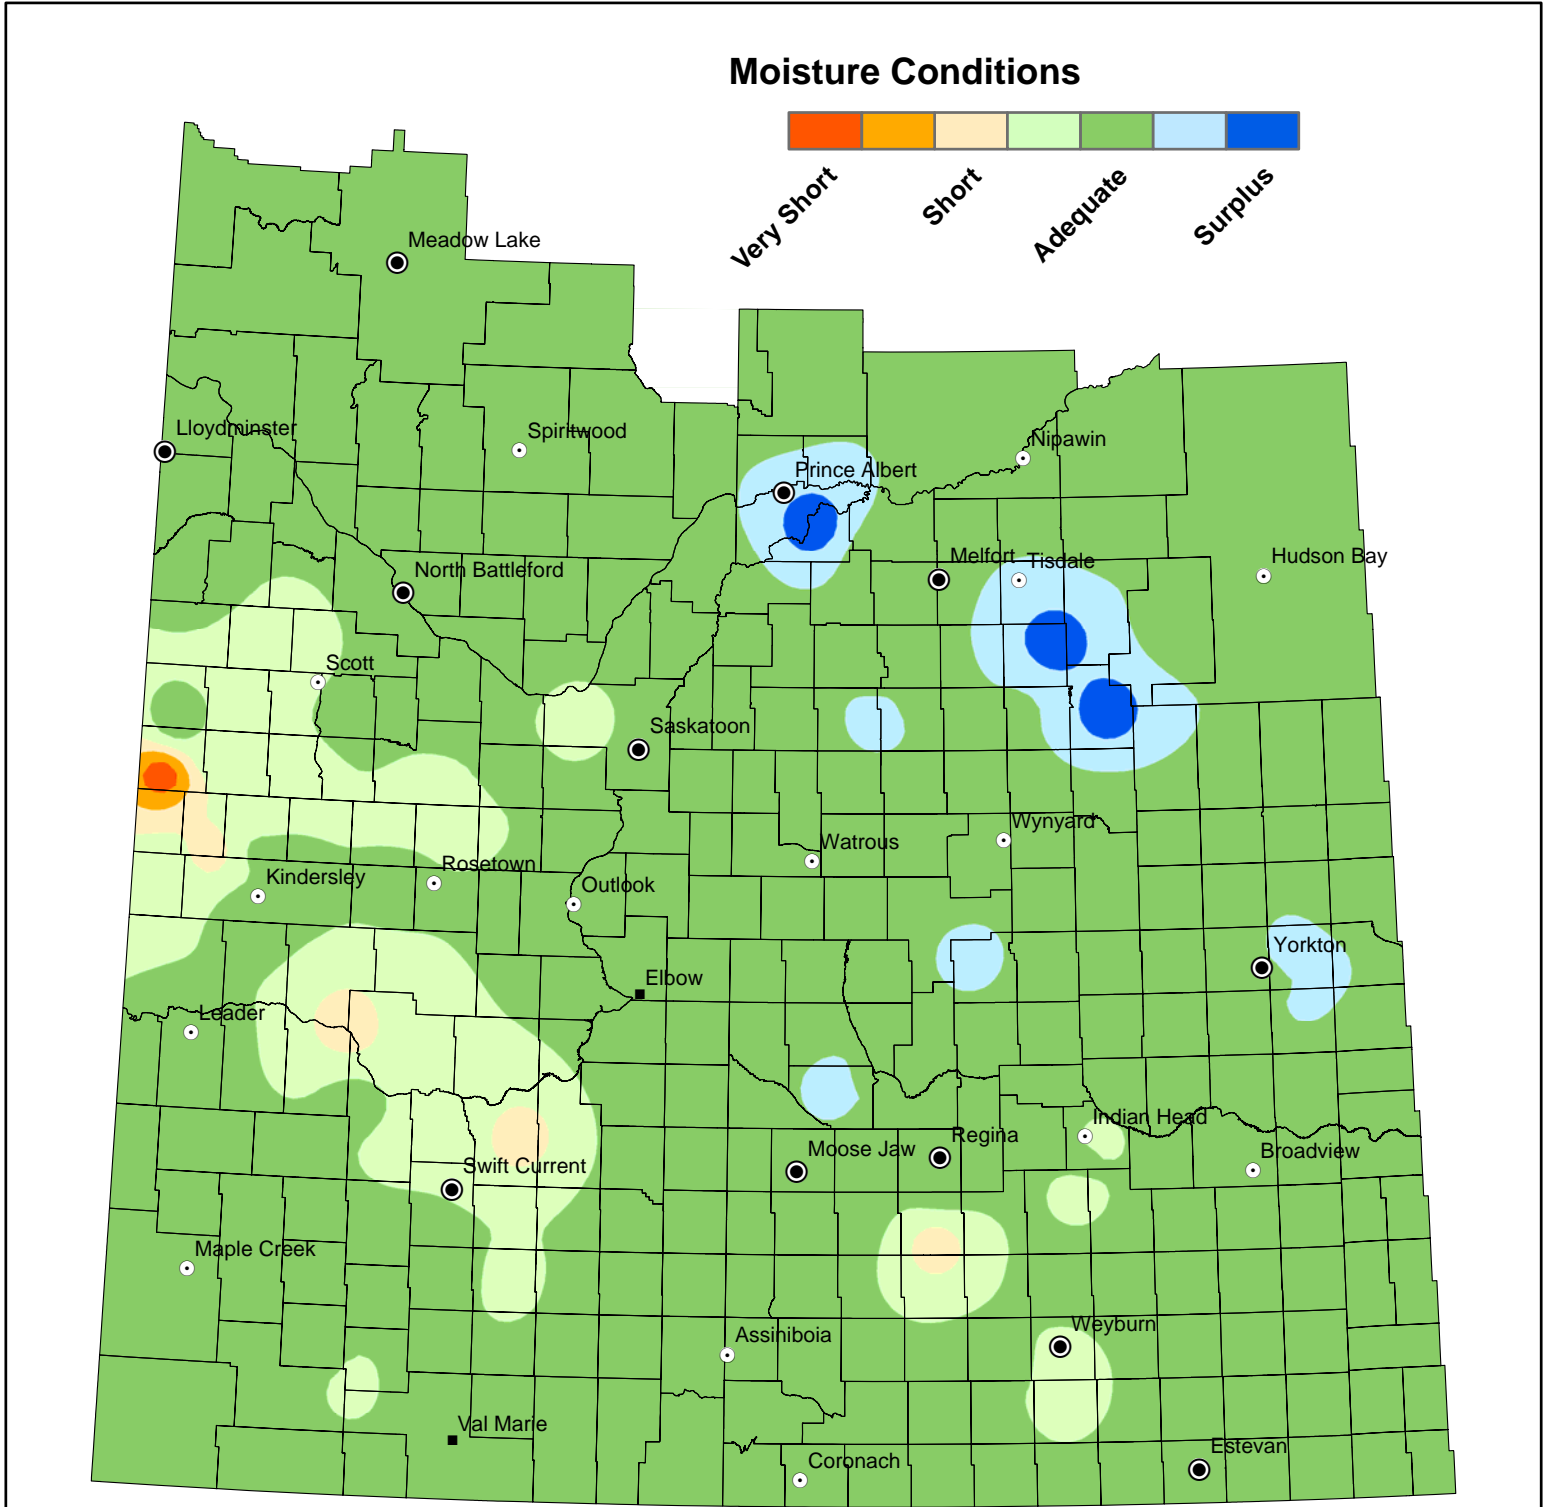 Moisture Conditions
Very Short
Short
Adequate
Surplus
Meadow Lake
Lloydminster
Spiritwood
Nipawin
Prince Albert
Melfort
Tisdale
Hudson Bay
North Battleford
Scott
Saskatoon
Wynyard
Watrous
Rosetown
Kindersley
Outlook
Yorkton
Elbow
Leader
Indian Head
Regina
Moose Jaw
Broadview
Swift Current
Maple Creek
Weyburn
Assiniboia
Val Marie
Estevan
Coronach